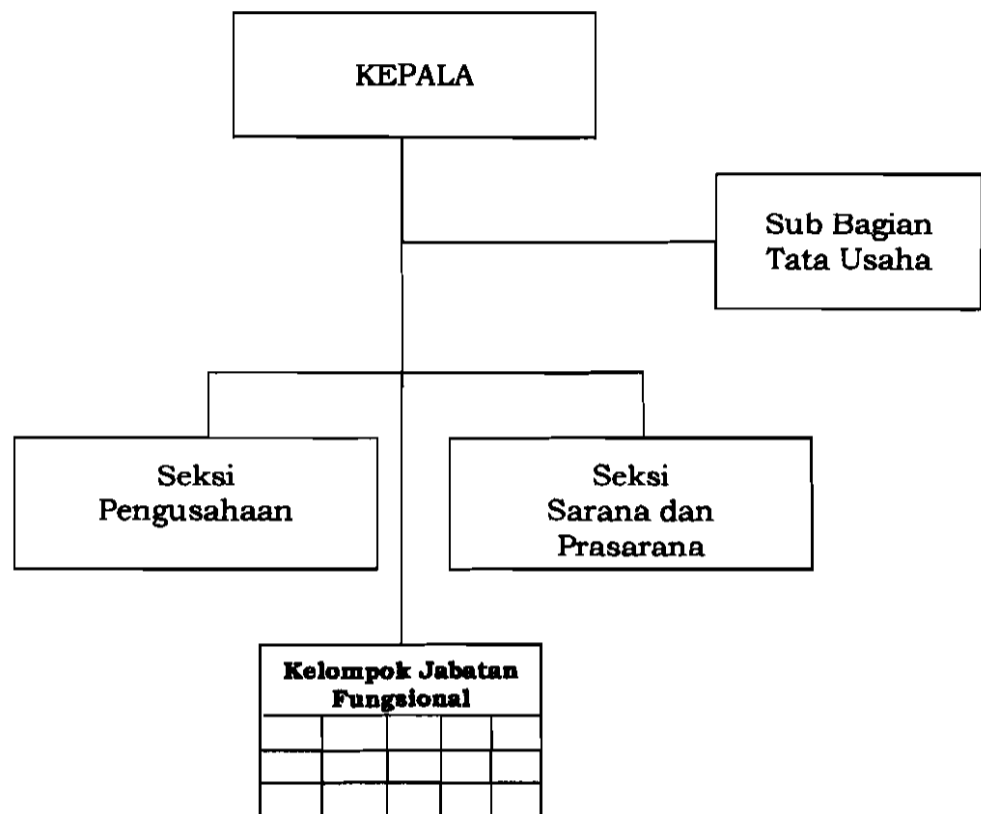 KEPALA
Sub Bagian
Tata Usaha
Seksi
Pengusahaan
Seksi
Sarana dan
Prasarana
Kelompok Jabatan
Fungsional